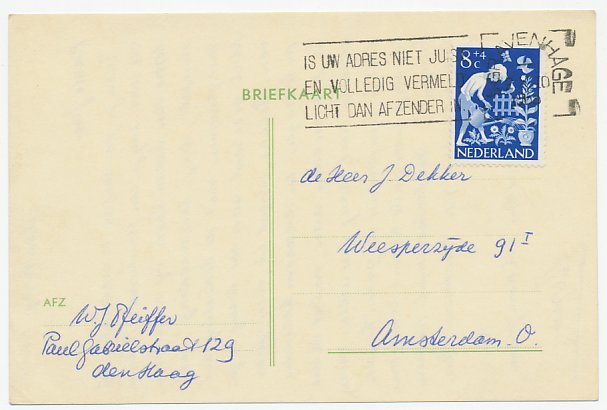 IS UW ADRES NIET JUIS
EN VOLLEDIG VERMEL
LICHT DAN AFZENDER
GRAVENHAGE
8+4
c
NEDERLAND
BRIEFKAART
de Heer J. Dekker
Weesperzijde 91 I
Amsterdam-O.
AFZ
W.J. Pfeiffer
Paul Gabriëlstraat 129
den Haag